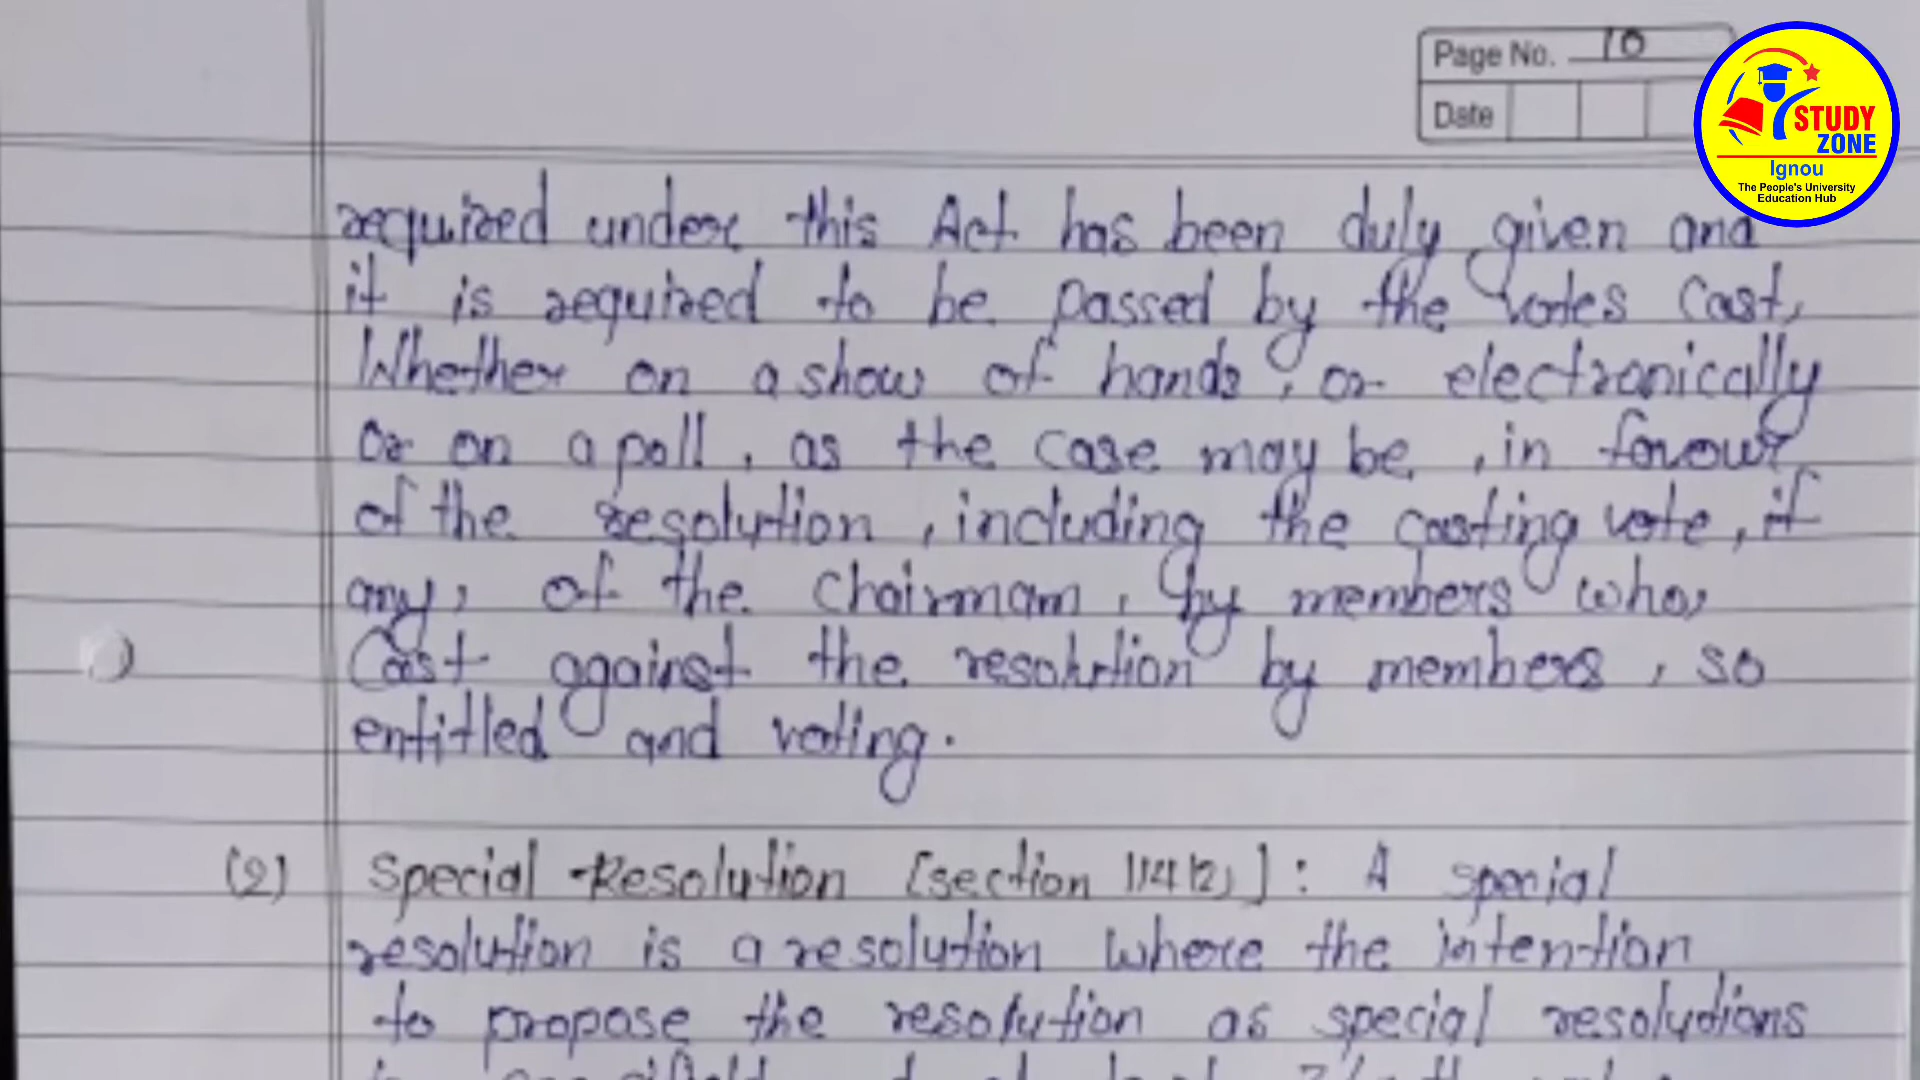 Page No. 10
Date
STUDY
ZONE
Ignou
The People's University
Education Hub
required under this Act has been duly given and
it is required to be passed by the votes cast,
Whether on a show of hands, or electronically
Or on a poll, as the case may be, in favour
of the resolution, including the casting vote, if
any, of the Chairmam, by members who,
Cast against the resolution by members, so
entitled and voting.
(2) Special Resolution [section 114(2)]: A special
resolution is a resolution where the intention
to propose the resolution as special resolutions